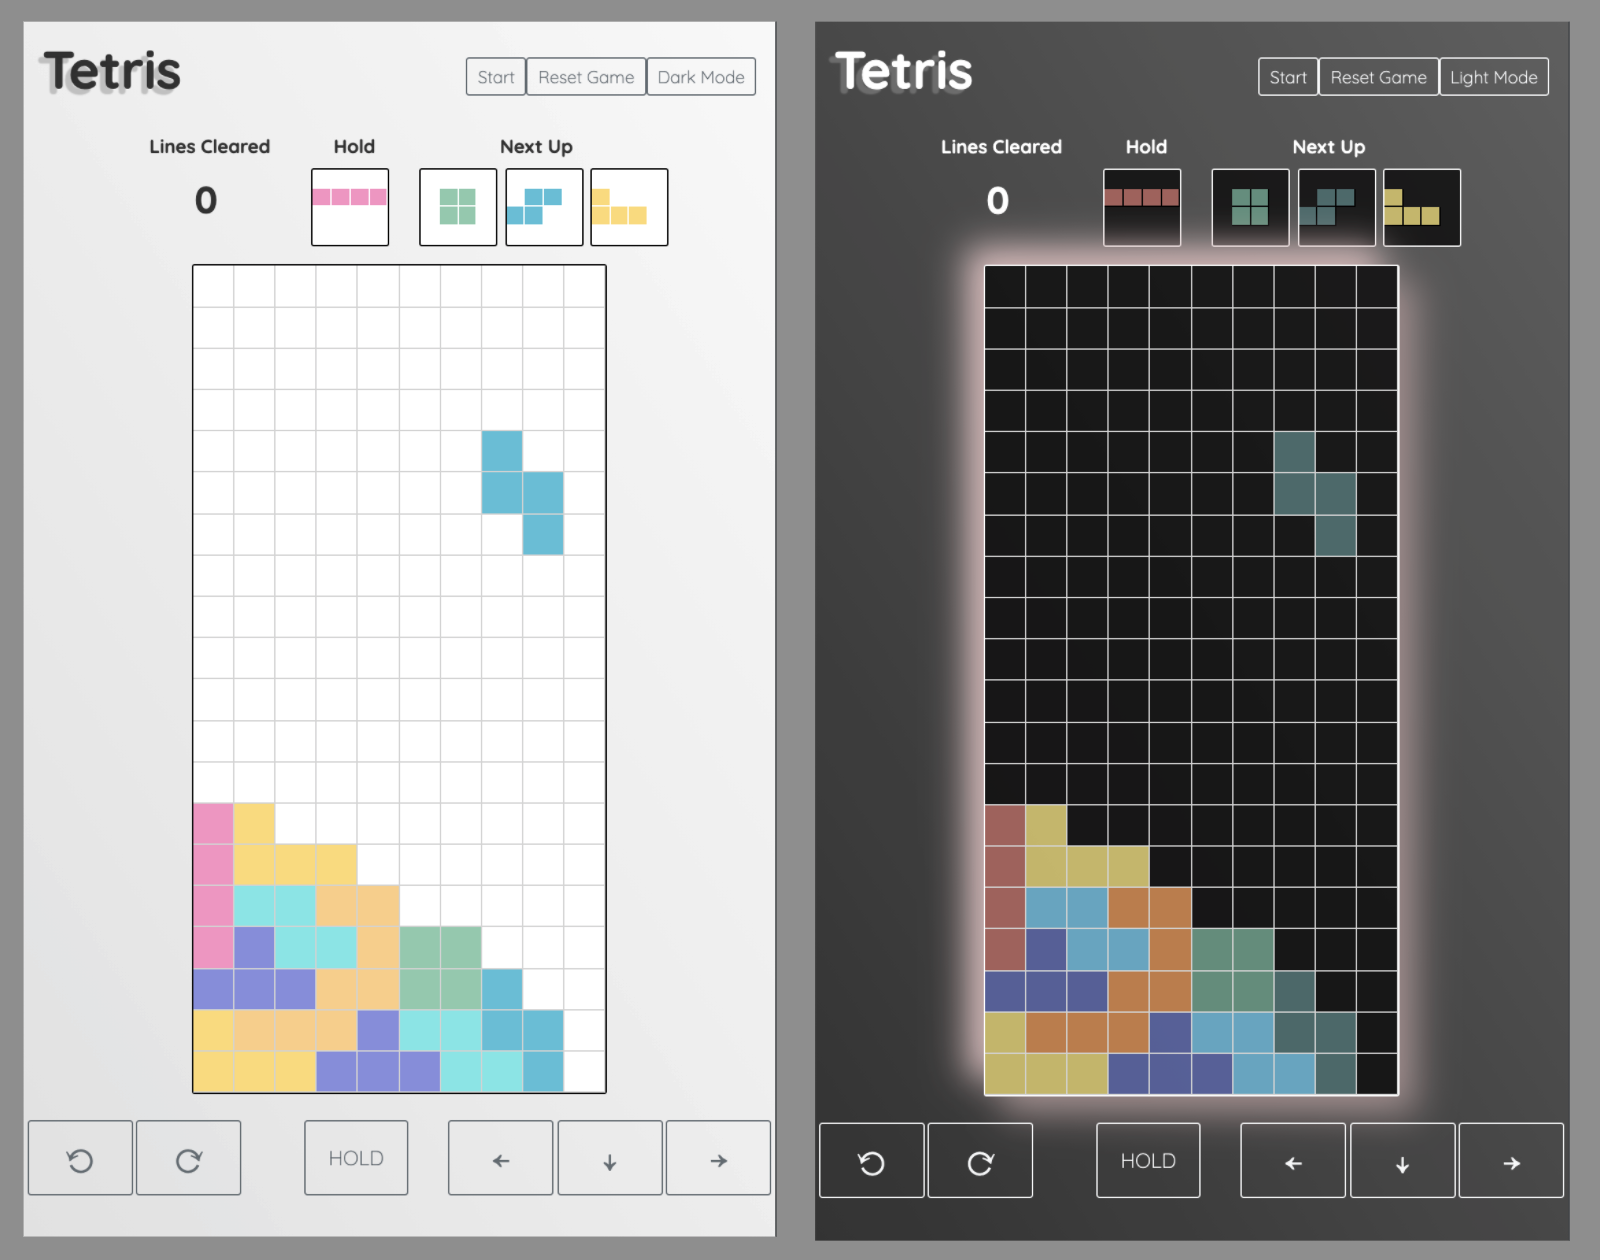 Tetris
Start Reset Game Dark Mode
Lines Cleared Hold Next Up
0
HOLD
Tetris
Start Reset Game Light Mode
Lines Cleared Hold Next Up
0
HOLD